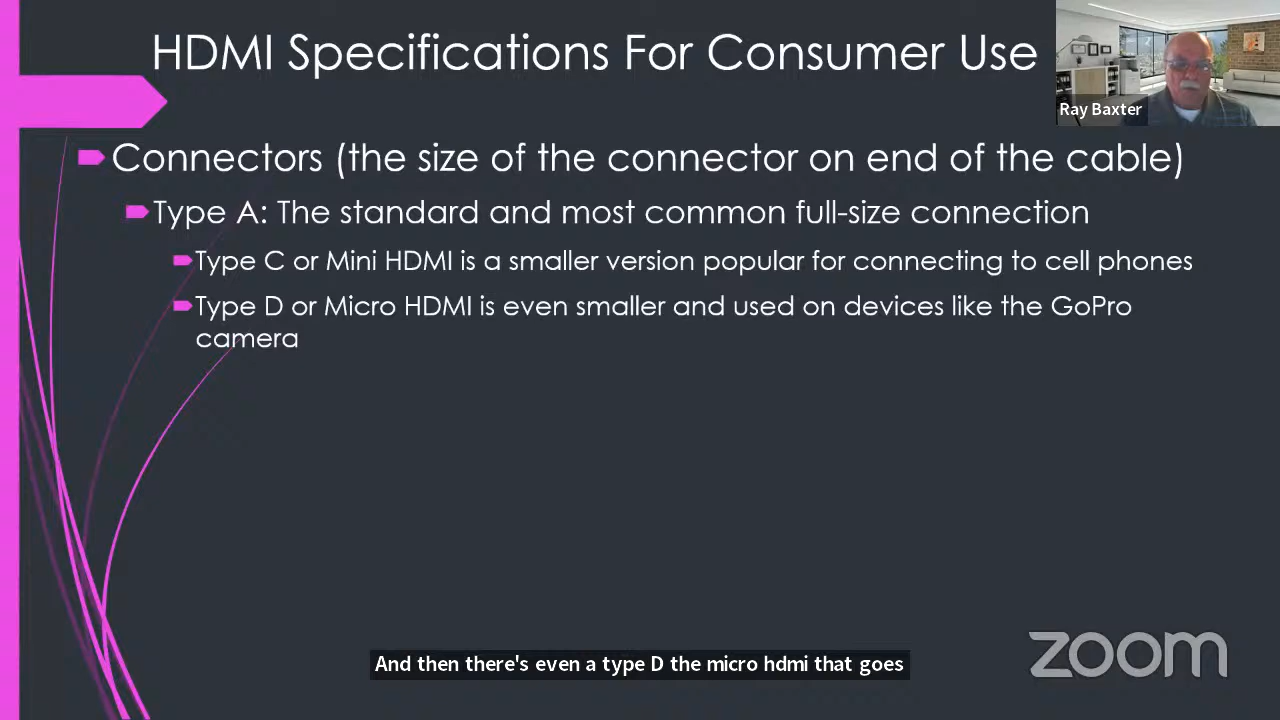 HDMI Specifications For Consumer Use
Ray Baxter
Connectors (the size of the connector on end of the cable)
Type A: The standard and most common full-size connection
Type C or Mini HDMI is a smaller version popular for connecting to cell phones
Type D or Micro HDMI is even smaller and used on devices like the GoPro
camera
And then there's even a type D the micro hdmi that goes
zoom